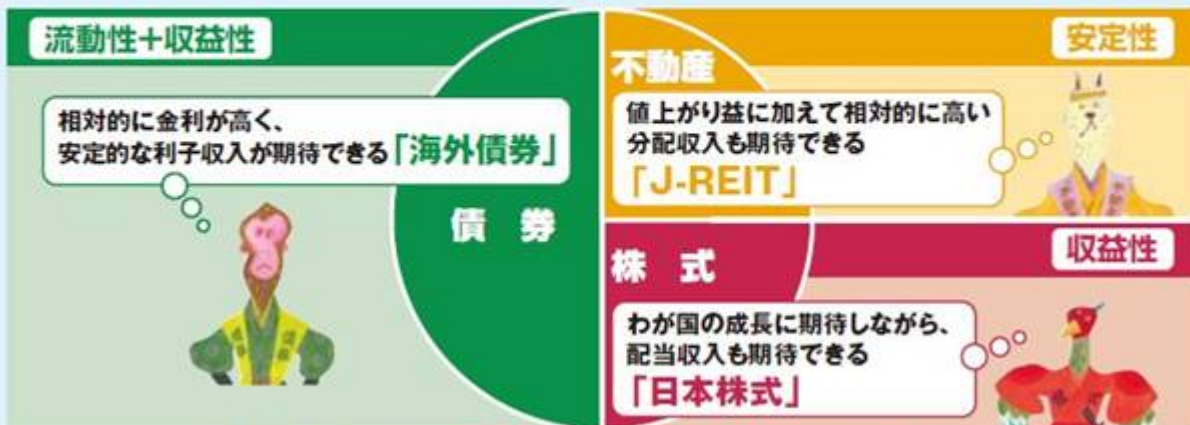 流動性+収益性
相対的に金利が高く、
安定的な利子収入が期待できる「海外債券」
債 券
不動産
安定性
値上がり益に加えて相対的に高い
分配収入も期待できる
「J-REIT」
株 式
収益性
わが国の成長に期待しながら、
配当収入も期待できる
「日本株式」